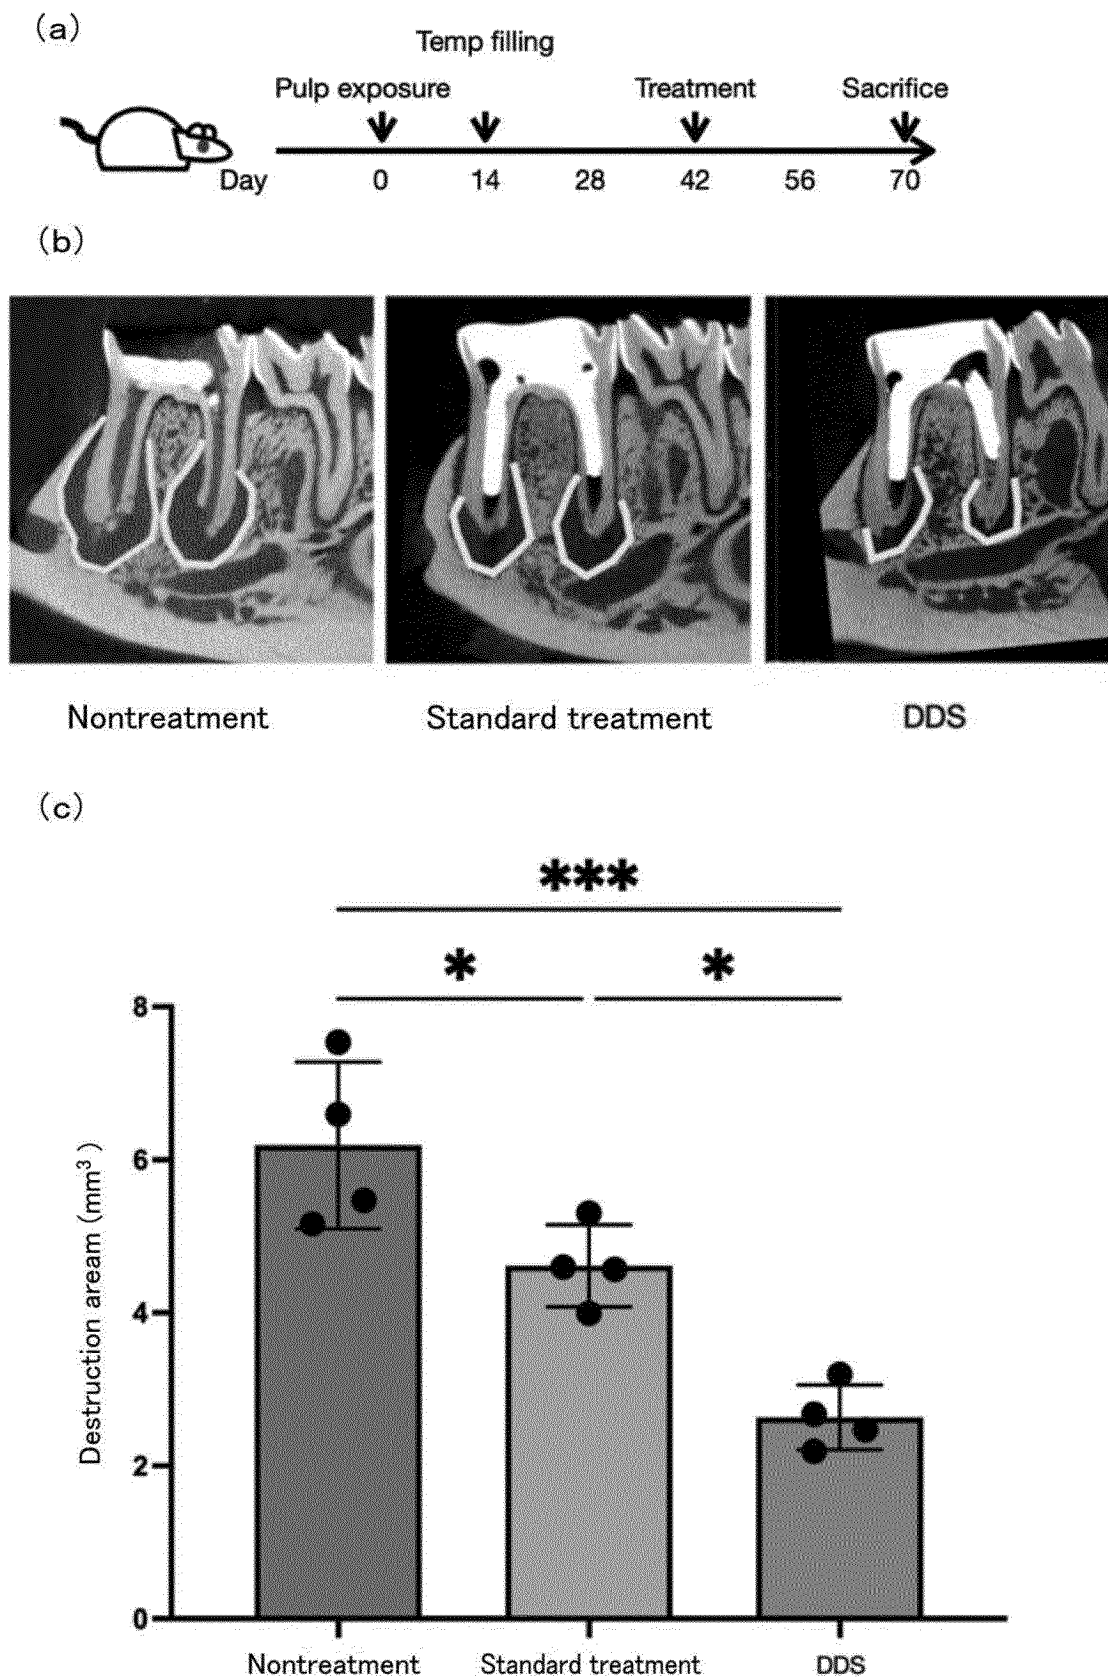 (a)
Temp filling
Pulp exposure Treatment Sacrifice
Day 0 14 28 42 56 70
(b)
Nontreatment Standard treatment DDS
(c)
***
* *
8
6
4
2
0
Destruction aream (mm³)
Nontreatment Standard treatment DDS